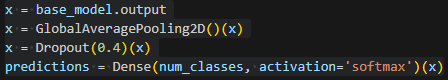 x = base_model.output
x = GlobalAveragePooling2D()(x)
x = Dropout(0.4)(x)
predictions = Dense(num_classes, activation='softmax')(x)